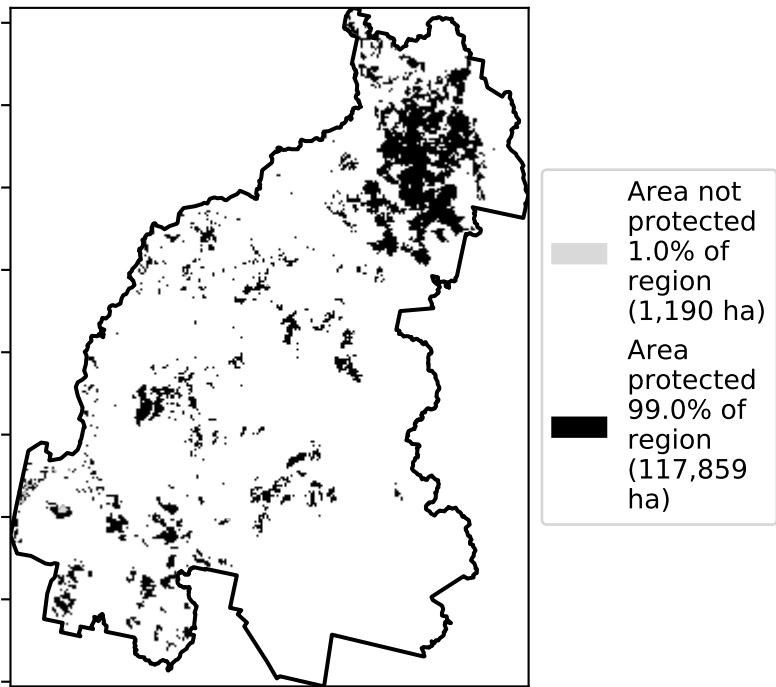 Area not
protected
1.0% of
region
(1,190 ha)
Area
protected
99.0% of
region
(117,859
ha)